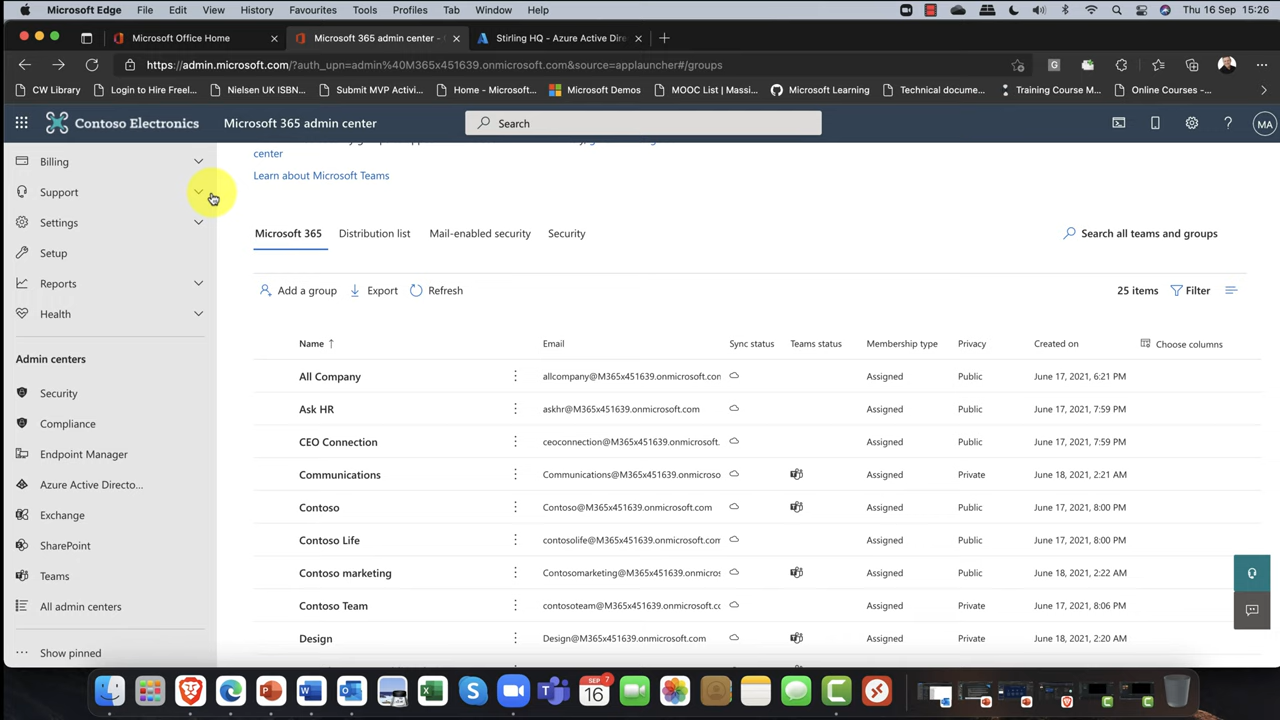 Microsoft Edge File Edit View History Favourites Tools Profiles Tab Window Help Thu 16 Sep 15:26
Microsoft Office Home
Microsoft 365 admin center -
Stirling HQ - Azure Active Dire
https://admin.microsoft.com/?auth_upn=admin%40M365x451639.onmicrosoft.com&source=applauncher#/groups
CW Library
Login to Hire Freel...
Nielsen UK ISBN...
Submit MVP Activi...
Home - Microsoft...
Microsoft Demos
MOOC List | Massi...
Microsoft Learning
Technical docume...
Training Course M...
Online Courses -...
Contoso Electronics
Microsoft 365 admin center
Search
MA
Billing
Support
Settings
Setup
Reports
Health
Admin centers
Security
Compliance
Endpoint Manager
Azure Active Directo...
Exchange
SharePoint
Teams
All admin centers
Show pinned
center
Learn about Microsoft Teams
Microsoft 365 Distribution list Mail-enabled security Security
Search all teams and groups
Add a group Export Refresh
25 items Filter
Name ↑ Email Sync status Teams status Membership type Privacy Created on Choose columns
All Company allcompany@M365x451639.onmicrosoft.con Assigned Public June 17, 2021, 6:21 PM
Ask HR askhr@M365x451639.onmicrosoft.com Assigned Public June 17, 2021, 7:59 PM
CEO Connection ceoconnection@M365x451639.onmicrosoft. Assigned Public June 17, 2021, 7:59 PM
Communications Communications@M365x451639.onmicroso Assigned Private June 18, 2021, 2:21 AM
Contoso Contoso@M365x451639.onmicrosoft.com Assigned Public June 17, 2021, 8:00 PM
Contoso Life contosolife@M365x451639.onmicrosoft.con Assigned Public June 17, 2021, 8:00 PM
Contoso marketing Contosomarketing@M365x451639.onmicros Assigned Public June 18, 2021, 2:22 AM
Contoso Team contosoteam@M365x451639.onmicrosoft.cc Assigned Private June 17, 2021, 8:06 PM
Design Design@M365x451639.onmicrosoft.com Assigned Private June 18, 2021, 2:20 AM
SEP
16
7